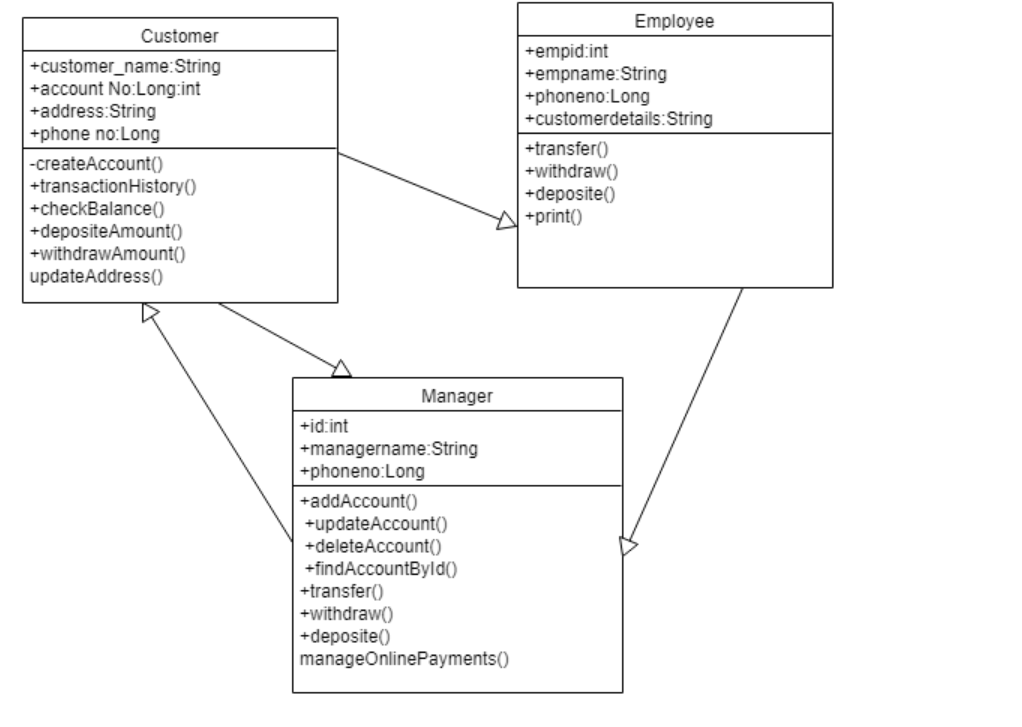 Customer
+customer_name:String
+account No:Long:int
+address:String
+phone no:Long
-createAccount()
+transactionHistory()
+checkBalance()
+depositeAmount()
+withdrawAmount()
updateAddress()
Employee
+empid:int
+empname:String
+phoneno:Long
+customerdetails:String
+transfer()
+withdraw()
+deposite()
+print()
Manager
+id:int
+managername:String
+phoneno:Long
+addAccount()
+updateAccount()
+deleteAccount()
+findAccountById()
+transfer()
+withdraw()
+deposite()
manageOnlinePayments()